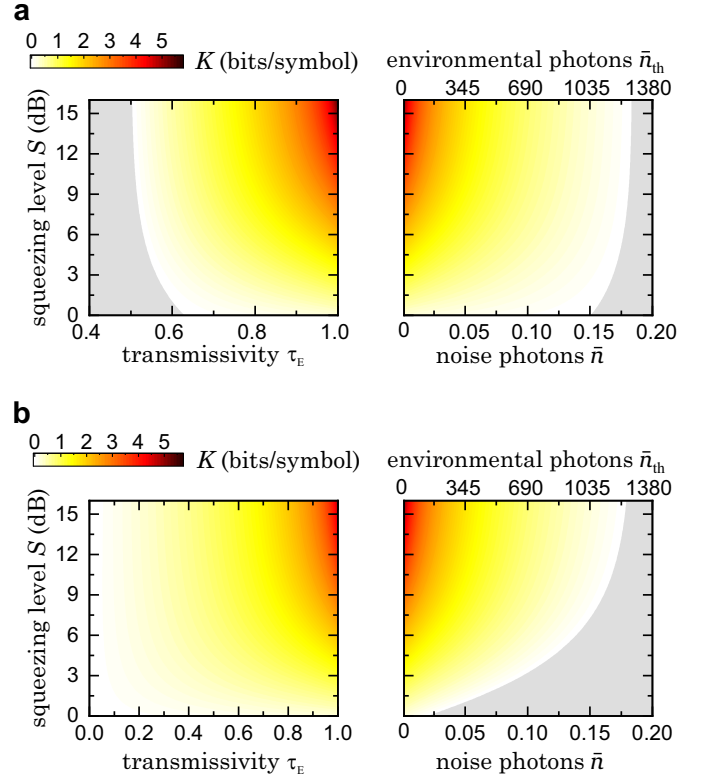 a
0 1 2 3 4 5
K (bits/symbol)
environmental photons n̄th
0 345 690 1035 1380
squeezing level S (dB)
15
12
9
6
3
0
0.4 0.6 0.8 1.0
0 0.05 0.10 0.15 0.20
transmissivity τE
noise photons n̄
b
0 1 2 3 4 5
K (bits/symbol)
environmental photons n̄th
0 345 690 1035 1380
squeezing level S (dB)
15
12
9
6
3
0
0.0 0.2 0.4 0.6 0.8 1.0
0 0.05 0.10 0.15 0.20
transmissivity τE
noise photons n̄